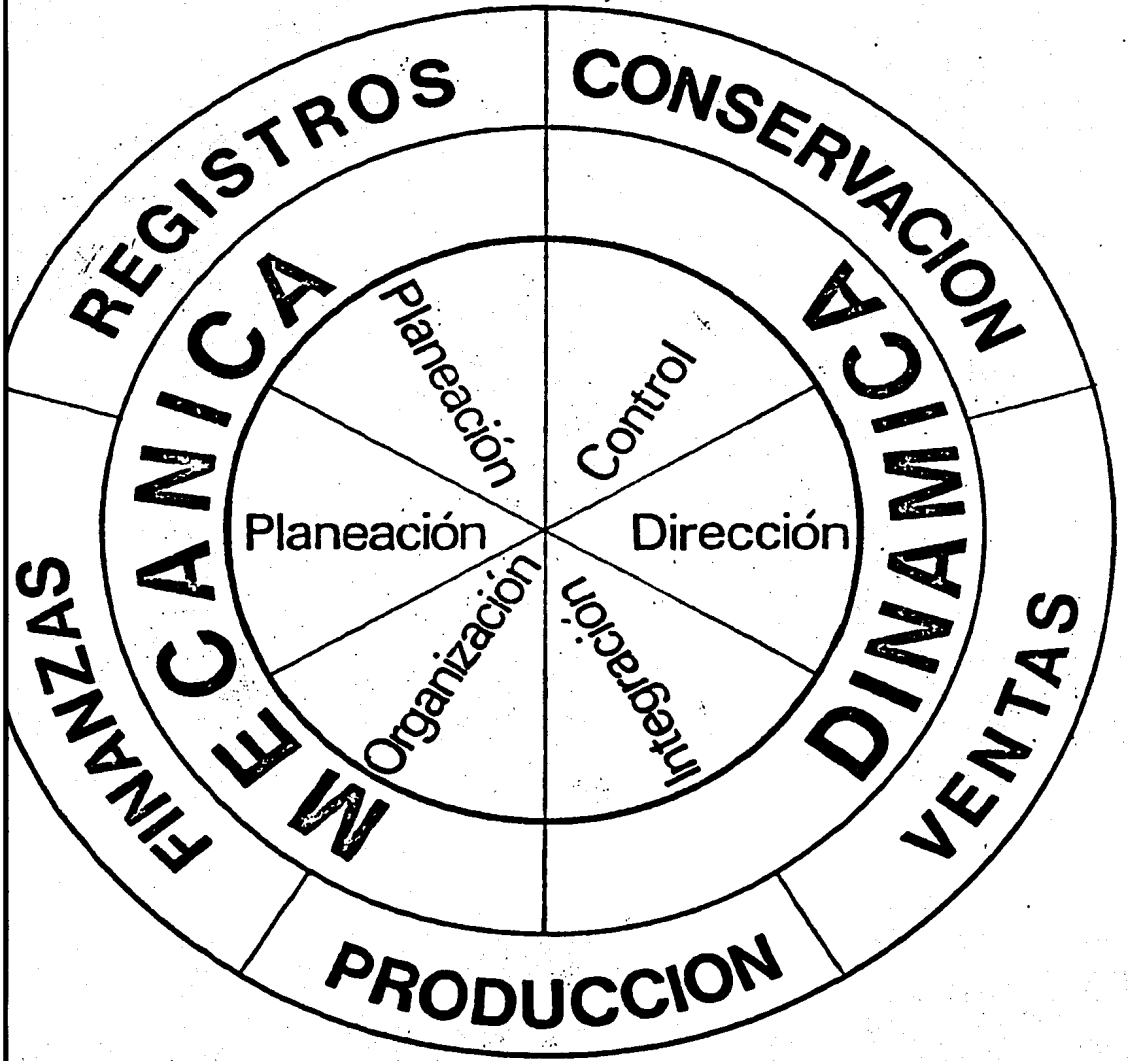 REGISTROS
CONSERVACION
VENTAS
PRODUCCION
FINANZAS
MECANICA
DINAMICA
Planeación
Control
Dirección
Integración
Organización
Planeación